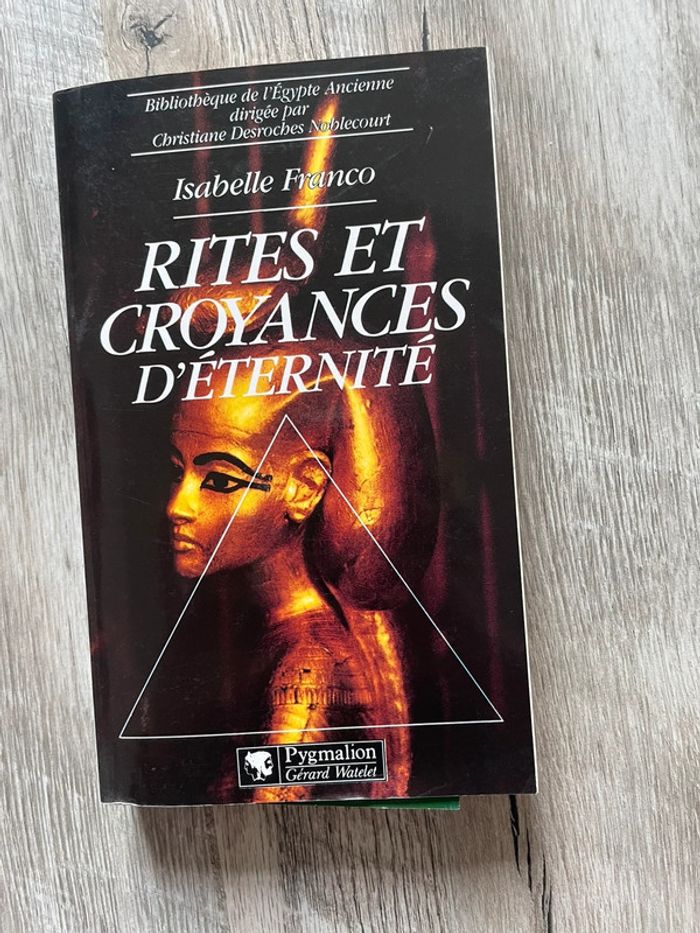 Bibliothèque de l'Égypte Ancienne
dirigée par
Christiane Desroches Noblecourt
Isabelle Franco
RITES ET
CROYANCES
D'ÉTERNITÉ
Pygmalion
Gérard Watelet